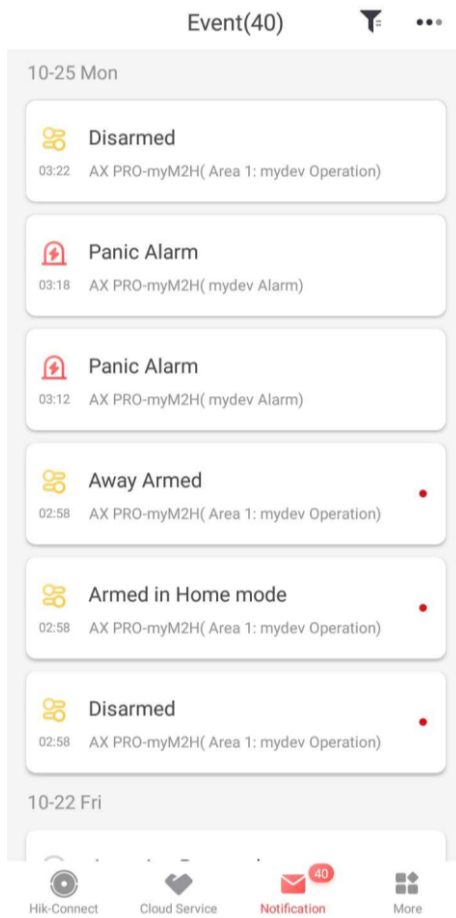 Event(40)
10-25 Mon
Disarmed
03:22 AX PRO-myM2H( Area 1: mydev Operation)
Panic Alarm
03:18 AX PRO-myM2H( mydev Alarm)
Panic Alarm
03:12 AX PRO-myM2H( mydev Alarm)
Away Armed
02:58 AX PRO-myM2H( Area 1: mydev Operation)
Armed in Home mode
02:58 AX PRO-myM2H( Area 1: mydev Operation)
Disarmed
02:58 AX PRO-myM2H( Area 1: mydev Operation)
10-22 Fri
40
Hik-Connect Cloud Service Notification More